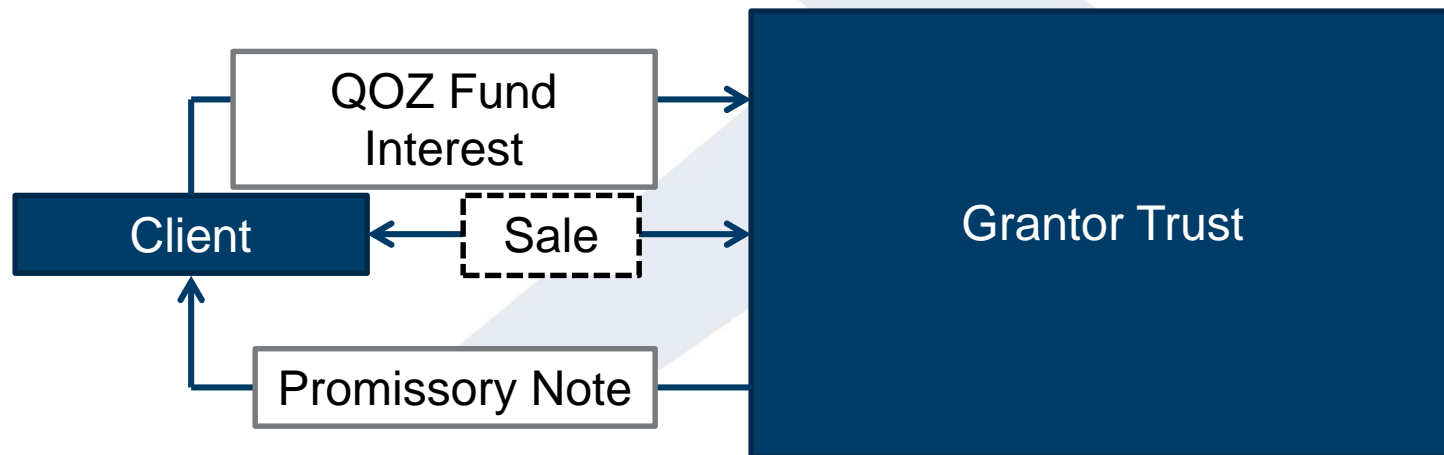 QOZ Fund
Interest
Client
Sale
Grantor Trust
Promissory Note